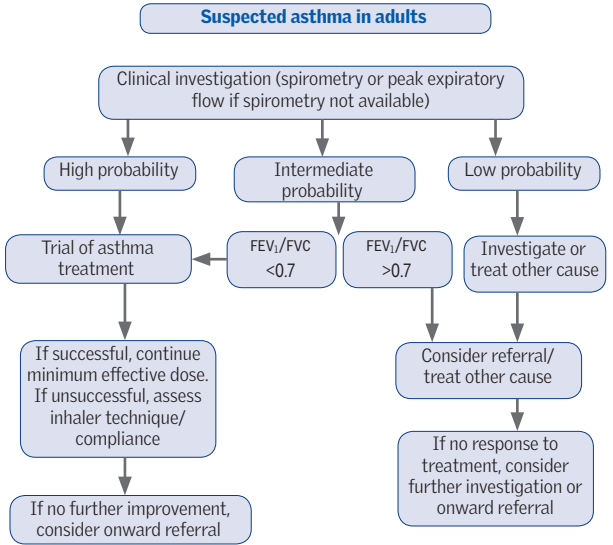 Suspected asthma in adults
Clinical investigation (spirometry or peak expiratory
flow if spirometry not available)
High probability
Intermediate
probability
Low probability
Trial of asthma
treatment
FEV₁/FVC
<0.7
FEV₁/FVC
>0.7
Investigate or
treat other cause
If successful, continue
minimum effective dose.
If unsuccessful, assess
inhaler technique/
compliance
Consider referral/
treat other cause
If no further improvement,
consider onward referral
If no response to
treatment, consider
further investigation or
onward referral